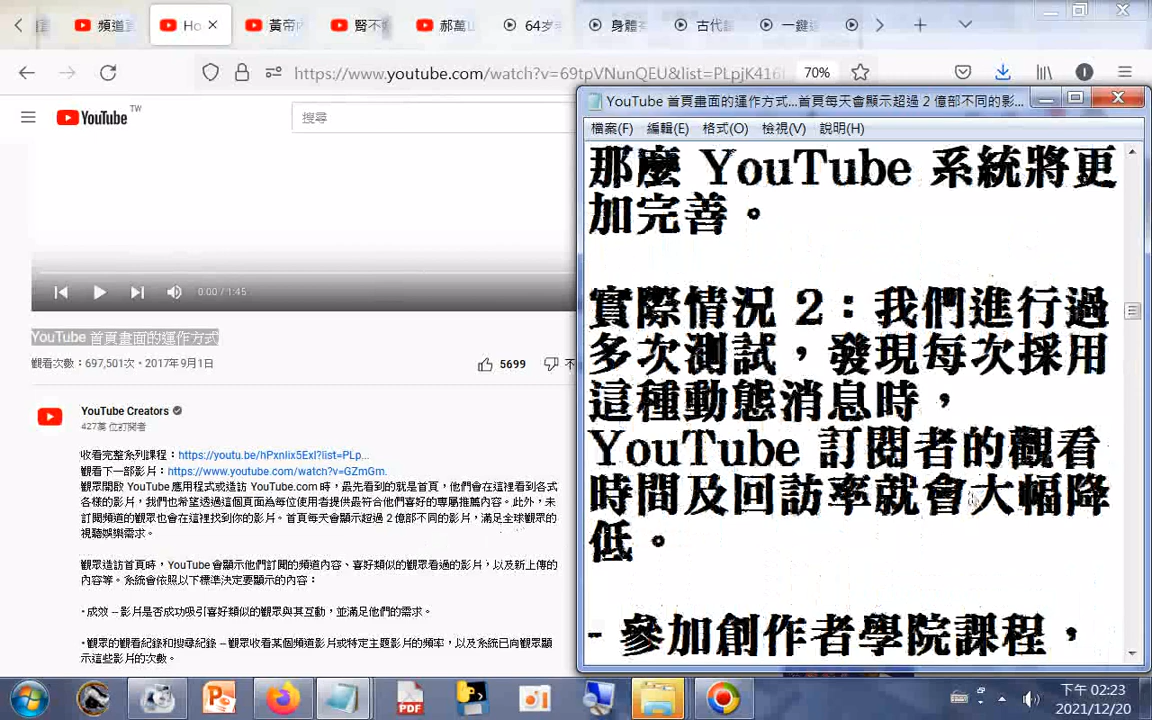 頻道
Ho
黃帝
腎不
郝萬山
64歲
身體
古代
一鍵
https://www.youtube.com/watch?v=69tpVNunQEU&list=PLpjK416
70%
YouTube TW
搜尋
0:00 / 1:45
YouTube 首頁畫面的運作方式
觀看次數：697,501次・2017年9月1日
5699
不
YouTube Creators
427萬 位訂閱者
收看完整系列課程：https://youtu.be/hPxnIix5ExI?list=PLp...
觀看下一部影片：https://www.youtube.com/watch?v=GZmGm.
觀眾開啟 YouTube 應用程式或造訪 YouTube.com 時，最先看到的就是首頁，他們會在這裡看到各式
各樣的影片，我們也希望透過這個頁面為每位使用者提供最符合他們喜好的專屬推薦內容。此外，未
訂閱頻道的觀眾也會在這裡找到你的影片。首頁每天會顯示超過 2 億部不同的影片，滿足全球觀眾的
視聽娛樂需求。
觀眾造訪首頁時，YouTube 會顯示他們訂閱的頻道內容、喜好類似的觀眾看過的影片，以及新上傳的
內容等。系統會依照以下標準決定要顯示的內容：
・成效 – 影片是否成功吸引喜好類似的觀眾與其互動，並滿足他們的需求。
・觀眾的觀看紀錄和搜尋紀錄 – 觀眾收看某個頻道影片或特定主題影片的頻率，以及系統已向觀眾顯
示這些影片的次數。
YouTube 首頁畫面的運作方式...首頁每天會顯示超過 2 億部不同的影...
檔案(F) 編輯(E) 格式(O) 檢視(V) 說明(H)
那麼 YouTube 系統將更
加完善。
實際情況 2：我們進行過
多次測試，發現每次採用
這種動態消息時，
YouTube 訂閱者的觀看
時間及回訪率就會大幅降
低。
- 參加創作者學院課程，
PDF
下午 02:23
2021/12/20